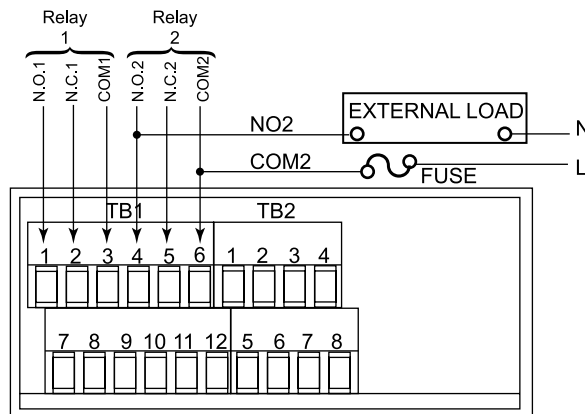 Relay
1
Relay
2
N.O.1
N.C.1
COM1
N.O.2
N.C.2
COM2
EXTERNAL LOAD
NO2
N
COM2
FUSE
L
TB1
TB2
1 2 3 4 5 6 1 2 3 4
7 8 9 10 11 12 5 6 7 8